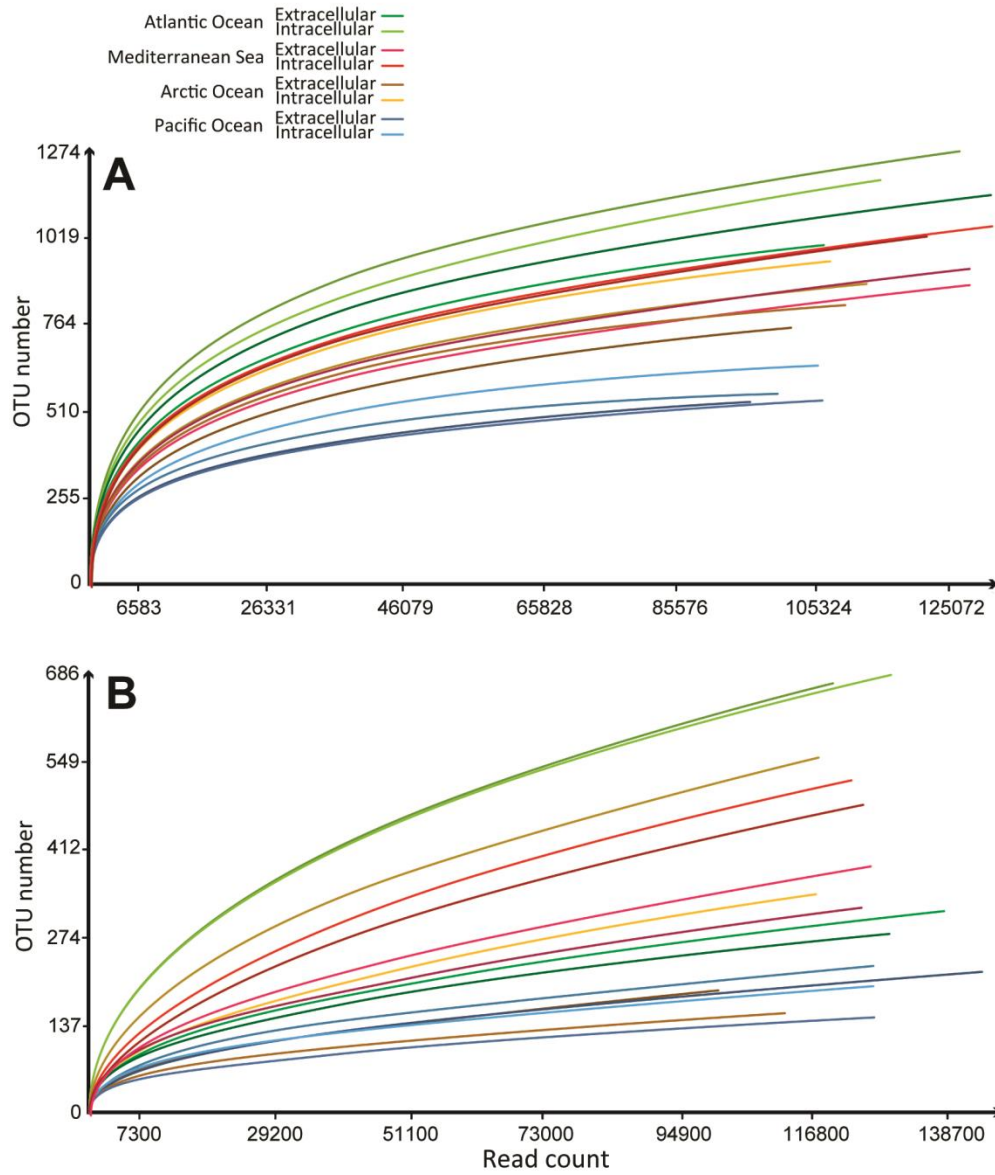 Atlantic Ocean Extracellular
Intracellular
Mediterranean Sea Extracellular
Intracellular
Arctic Ocean Extracellular
Intracellular
Pacific Ocean Extracellular
Intracellular
A
1274
1019
764
510
255
0
OTU number
6583 26331 46079 65828 85576 105324 125072
B
686
549
412
274
137
0
OTU number
7300 29200 51100 73000 94900 116800 138700
Read count